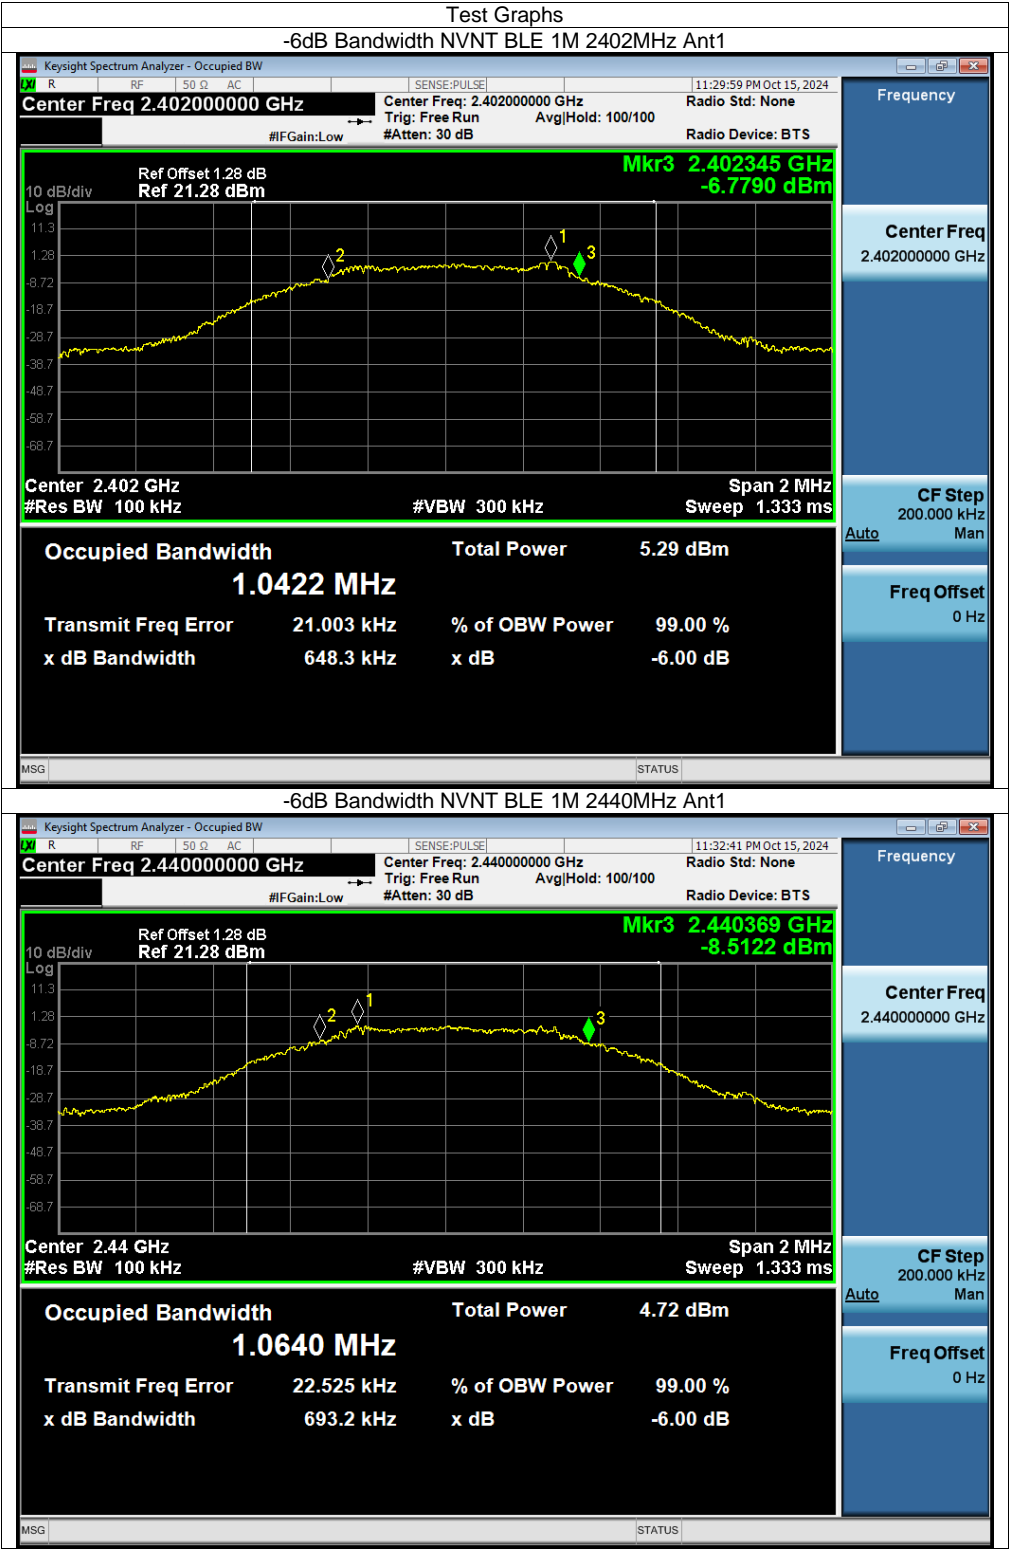 Test Graphs
-6dB Bandwidth NVNT BLE 1M 2402MHz Ant1
Keysight Spectrum Analyzer - Occupied BW
LXI R RF 50 Ω AC SENSE:PULSE 11:29:59 PM Oct 15, 2024
Center Freq 2.402000000 GHz
Center Freq: 2.402000000 GHz
Radio Std: None
Trig: Free Run Avg|Hold: 100/100
#IFGain:Low #Atten: 30 dB Radio Device: BTS
Frequency
Mkr3 2.402345 GHz
-6.7790 dBm
Ref Offset 1.28 dB
10 dB/div Ref 21.28 dBm
Log
11.3
1.28
-8.72
-18.7
-28.7
-38.7
-48.7
-58.7
-68.7
2
1
3
Center 2.402 GHz Span 2 MHz
#Res BW 100 kHz #VBW 300 kHz Sweep 1.333 ms
Center Freq
2.402000000 GHz
CF Step
200.000 kHz
Auto Man
Freq Offset
0 Hz
Occupied Bandwidth Total Power 5.29 dBm
1.0422 MHz
Transmit Freq Error 21.003 kHz % of OBW Power 99.00 %
x dB Bandwidth 648.3 kHz x dB -6.00 dB
MSG STATUS
-6dB Bandwidth NVNT BLE 1M 2440MHz Ant1
Keysight Spectrum Analyzer - Occupied BW
LXI R RF 50 Ω AC SENSE:PULSE 11:32:41 PM Oct 15, 2024
Center Freq 2.440000000 GHz
Center Freq: 2.440000000 GHz
Radio Std: None
Trig: Free Run Avg|Hold: 100/100
#IFGain:Low #Atten: 30 dB Radio Device: BTS
Frequency
Mkr3 2.440369 GHz
-8.5122 dBm
Ref Offset 1.28 dB
10 dB/div Ref 21.28 dBm
Log
11.3
1.28
-8.72
-18.7
-28.7
-38.7
-48.7
-58.7
-68.7
2
1
3
Center 2.44 GHz Span 2 MHz
#Res BW 100 kHz #VBW 300 kHz Sweep 1.333 ms
Center Freq
2.440000000 GHz
CF Step
200.000 kHz
Auto Man
Freq Offset
0 Hz
Occupied Bandwidth Total Power 4.72 dBm
1.0640 MHz
Transmit Freq Error 22.525 kHz % of OBW Power 99.00 %
x dB Bandwidth 693.2 kHz x dB -6.00 dB
MSG STATUS